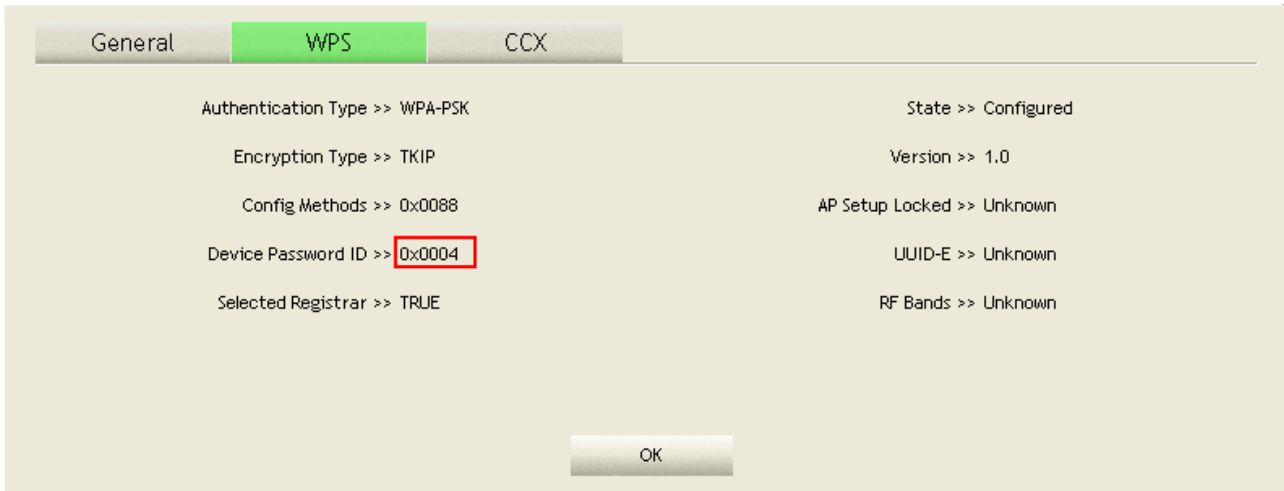 General WPS CCX
Authentication Type >> WPA-PSK State >> Configured
Encryption Type >> TKIP Version >> 1.0
Config Methods >> 0x0088 AP Setup Locked >> Unknown
Device Password ID >> 0x0004 UUID-E >> Unknown
Selected Registrar >> TRUE RF Bands >> Unknown
OK